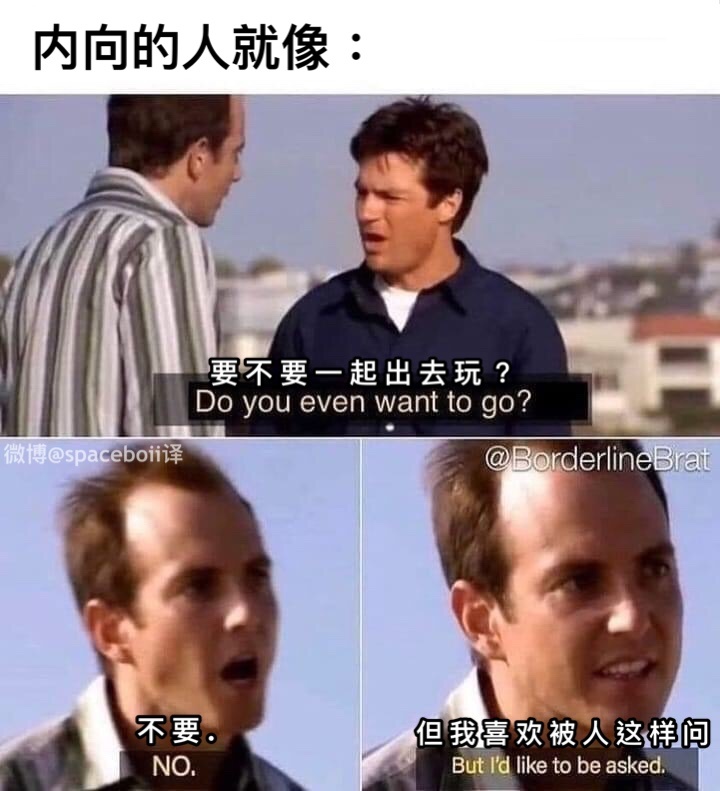 内向的人就像：
要不要一起出去玩？
Do you even want to go?
微博@spaceboii译
@BorderlineBrat
不要.
NO.
但我喜欢被人这样问
But I'd like to be asked.